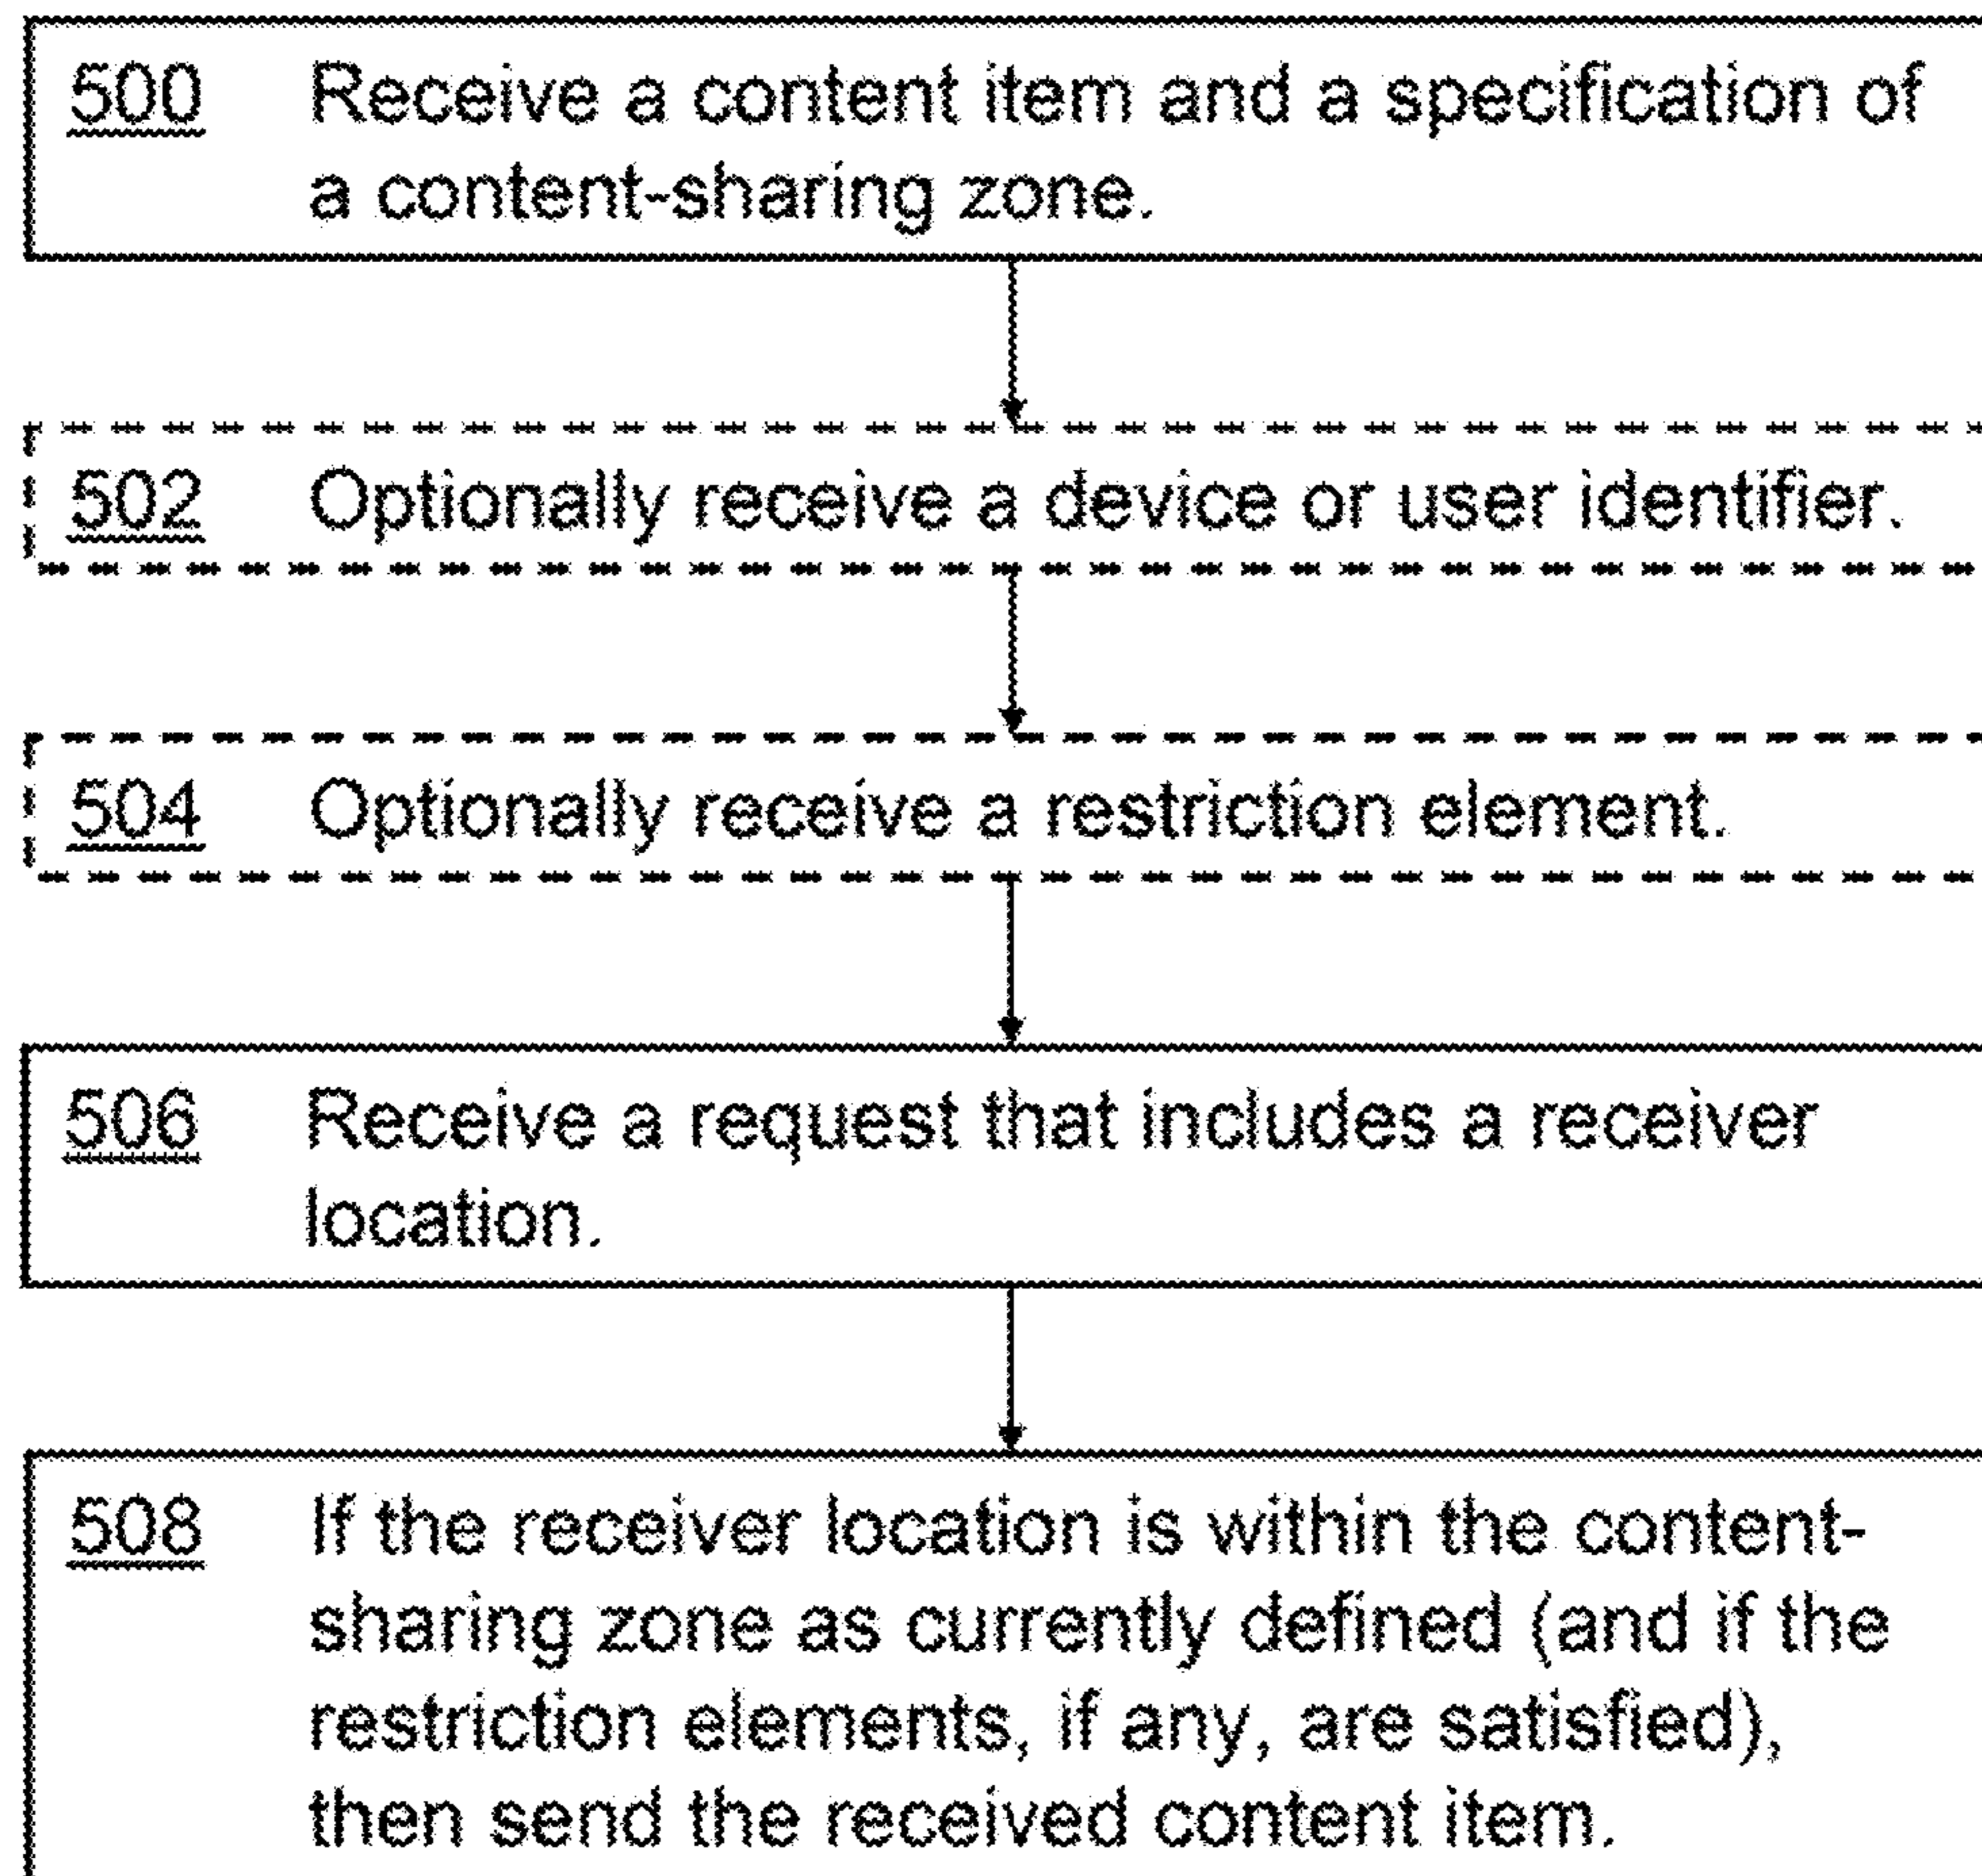 500 Receive a content item and a specification of
a content-sharing zone.
502 Optionally receive a device or user identifier.
504 Optionally receive a restriction element.
506 Receive a request that includes a receiver
location.
508 If the receiver location is within the content-
sharing zone as currently defined (and if the
restriction elements, if any, are satisfied),
then send the received content item.